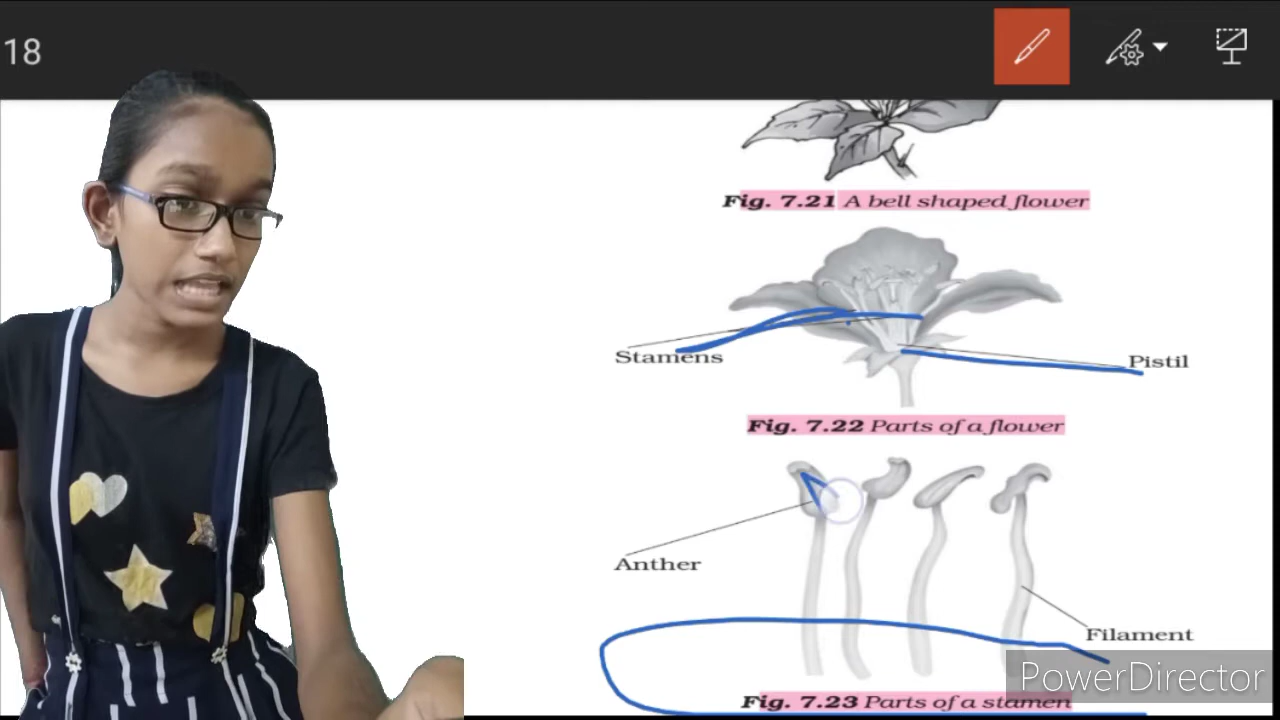 18
Fig. 7.21 A bell shaped flower
Stamens
Pistil
Fig. 7.22 Parts of a flower
Anther
Filament
PowerDirector
Fig. 7.23 Parts of a stamen